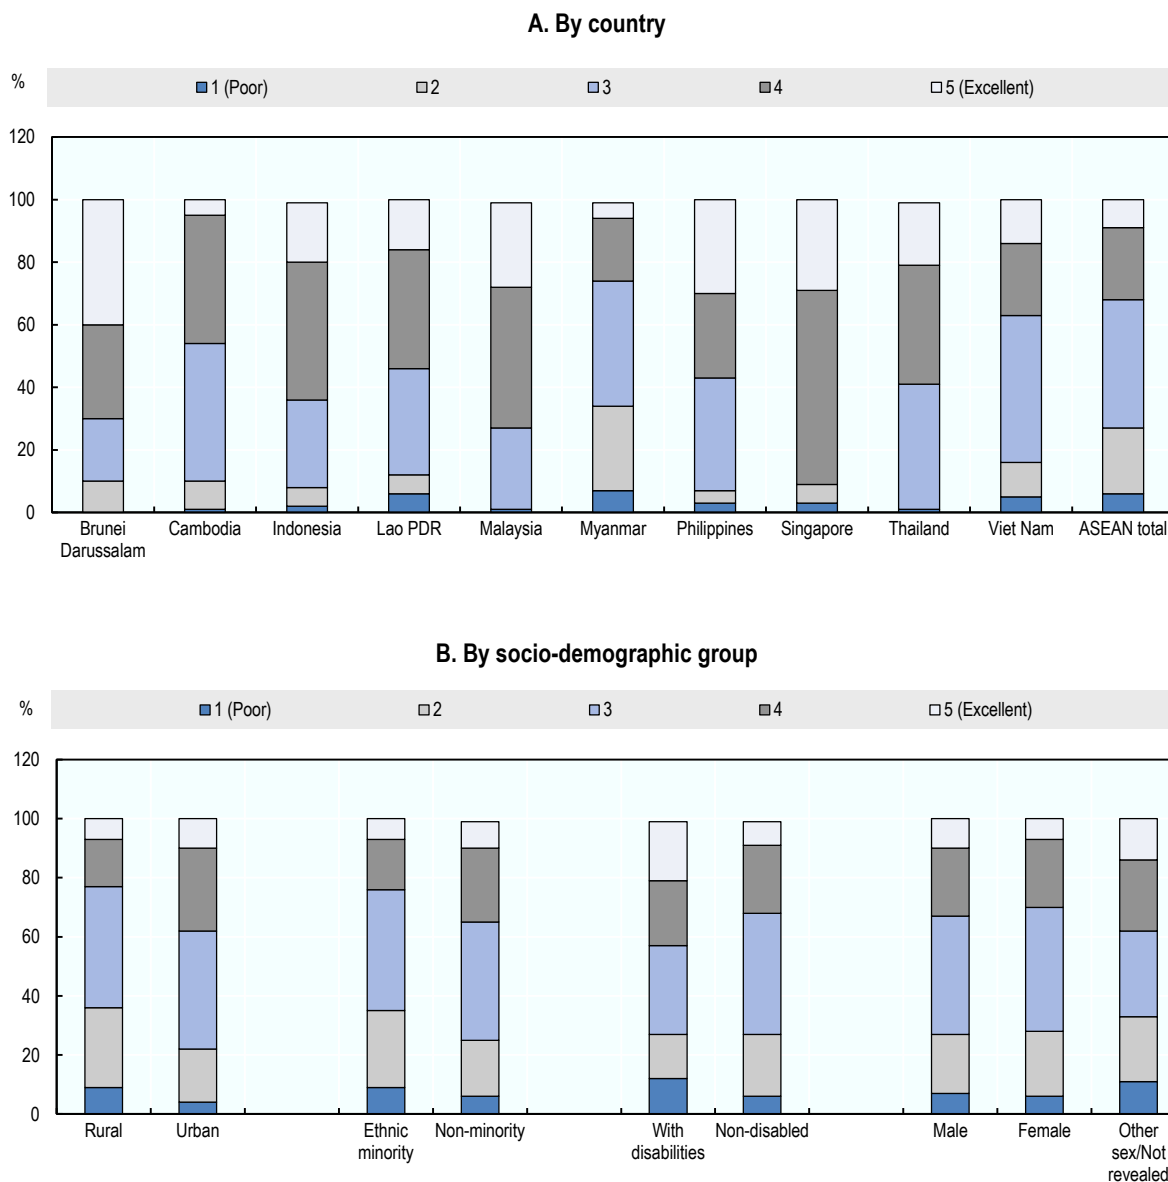 A. By country
%
1 (Poor) 2 3 4 5 (Excellent)
120
100
80
60
40
20
0
Brunei Darussalam Cambodia Indonesia Lao PDR Malaysia Myanmar Philippines Singapore Thailand Viet Nam ASEAN total
B. By socio-demographic group
%
1 (Poor) 2 3 4 5 (Excellent)
120
100
80
60
40
20
0
Rural Urban Ethnic minority Non-minority With disabilities Non-disabled Male Female Other sex/Not revealed